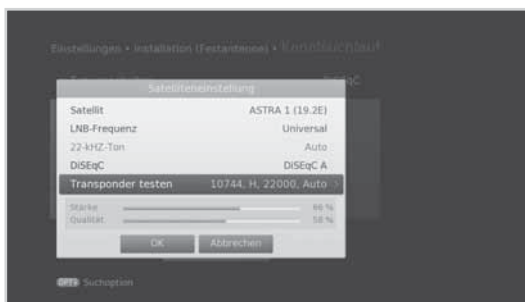 Einstellungen • Installation (Festantenne) • Kanalsuchlauf
Satelliteneinstellung
Satellit ASTRA 1 (19.2E)
LNB-Frequenz Universal
22-kHZ-Ton Auto
DiSEqC DiSEqC A
Transponder testen 10744, H, 22000, Auto >
Stärke 66 %
Qualität 58 %
OK Abbrechen
OPT+ Suchoption